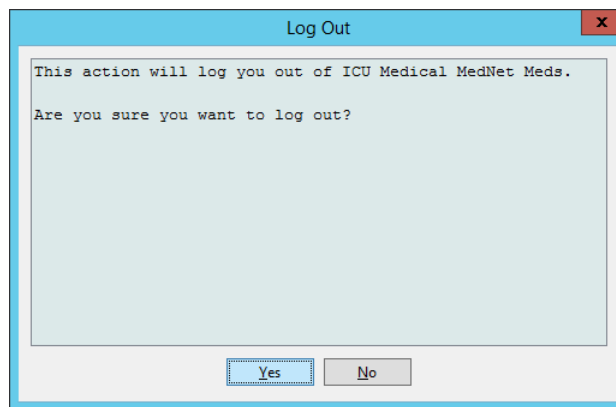 Log Out
x
This action will log you out of ICU Medical MedNet Meds.
Are you sure you want to log out?
Yes
No